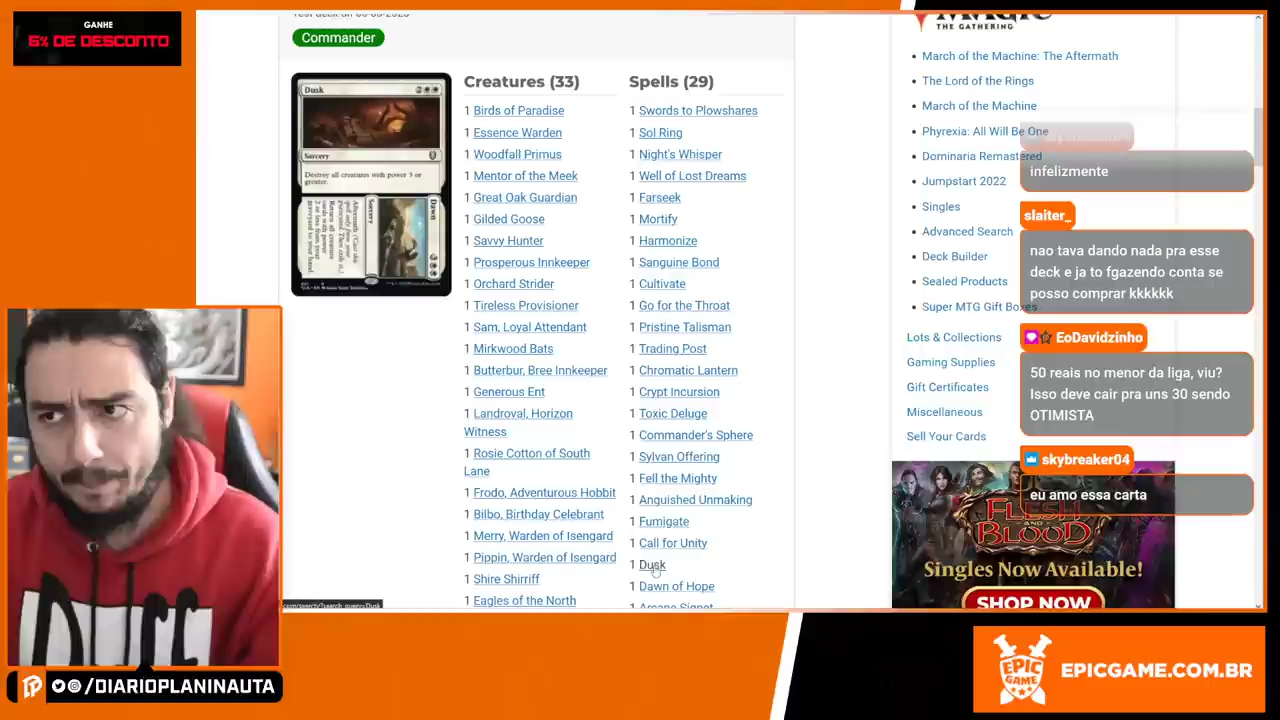 GANHE
5% DE DESCONTO
Commander
Dusk
Sorcery
Destroy all creatures with power 3 or
greater.
Dawn
Sorcery
Creatures (33)
1 Birds of Paradise
1 Essence Warden
1 Woodfall Primus
1 Mentor of the Meek
1 Great Oak Guardian
1 Gilded Goose
1 Savvy Hunter
1 Prosperous Innkeeper
1 Orchard Strider
1 Tireless Provisioner
1 Sam, Loyal Attendant
1 Mirkwood Bats
1 Butterbur, Bree Innkeeper
1 Generous Ent
1 Landroval, Horizon
Witness
1 Rosie Cotton of South
Lane
1 Frodo, Adventurous Hobbit
1 Bilbo, Birthday Celebrant
1 Merry, Warden of Isengard
1 Pippin, Warden of Isengard
1 Shire Shirriff
1 Eagles of the North
Spells (29)
1 Swords to Plowshares
1 Sol Ring
1 Night's Whisper
1 Well of Lost Dreams
1 Farseek
1 Mortify
1 Harmonize
1 Sanguine Bond
1 Cultivate
1 Go for the Throat
1 Pristine Talisman
1 Trading Post
1 Chromatic Lantern
1 Crypt Incursion
1 Toxic Deluge
1 Commander's Sphere
1 Sylvan Offering
1 Fell the Mighty
1 Anguished Unmaking
1 Fumigate
1 Call for Unity
1 Dusk
1 Dawn of Hope
1 Arcane Signet
MAGIC
THE GATHERING
March of the Machine: The Aftermath
The Lord of the Rings
March of the Machine
Phyrexia: All Will Be One
Dominaria Remastered
Jumpstart 2022
Singles
Advanced Search
Deck Builder
Sealed Products
Super MTG Gift Boxes
Lots & Collections
Gaming Supplies
Gift Certificates
Miscellaneous
Sell Your Cards
FLESH
AND
BLOOD
Singles Now Available!
SHOP NOW
infelizmente
slaiter_
nao tava dando nada pra esse
deck e ja to fgazendo conta se
posso comprar kkkkkk
EoDavidzinho
50 reais no menor da liga, viu?
Isso deve cair pra uns 30 sendo
OTIMISTA
skybreaker04
eu amo essa carta
/DIARIOPLANINAUTA
EPIC
GAME
EPICGAME.COM.BR